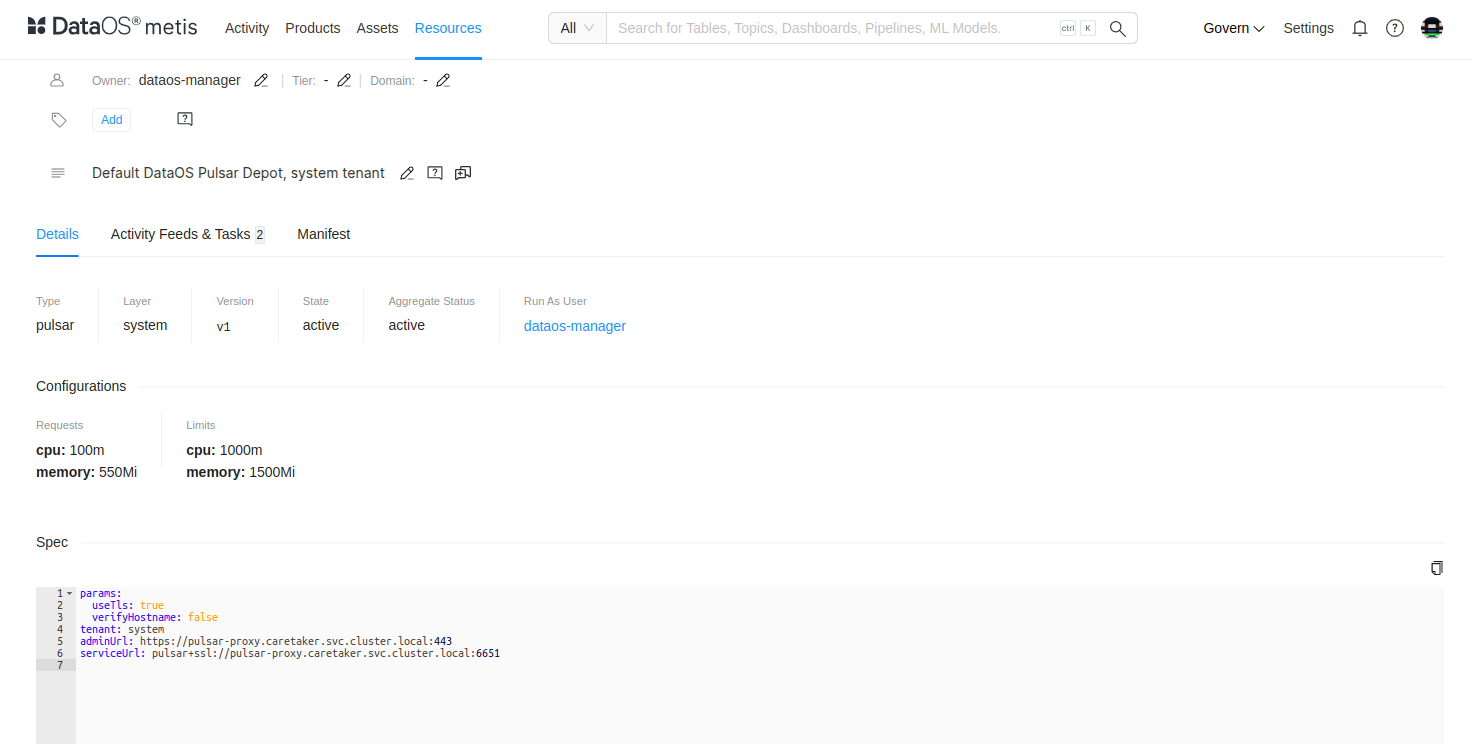 DataOS® metis Activity Products Assets Resources All Search for Tables, Topics, Dashboards, Pipelines, ML Models. ctrl K Govern Settings
Owner: dataos-manager | Tier: - | Domain: -
Add
Default DataOS Pulsar Depot, system tenant
Details Activity Feeds & Tasks 2 Manifest
Type Layer Version State Aggregate Status Run As User
pulsar system v1 active active dataos-manager
Configurations
Requests Limits
cpu: 100m cpu: 1000m
memory: 550Mi memory: 1500Mi
Spec
1 params:
2 useTls: true
3 verifyHostname: false
4 tenant: system
5 adminUrl: https://pulsar-proxy.caretaker.svc.cluster.local:443
6 serviceUrl: pulsar+ssl://pulsar-proxy.caretaker.svc.cluster.local:6651
7